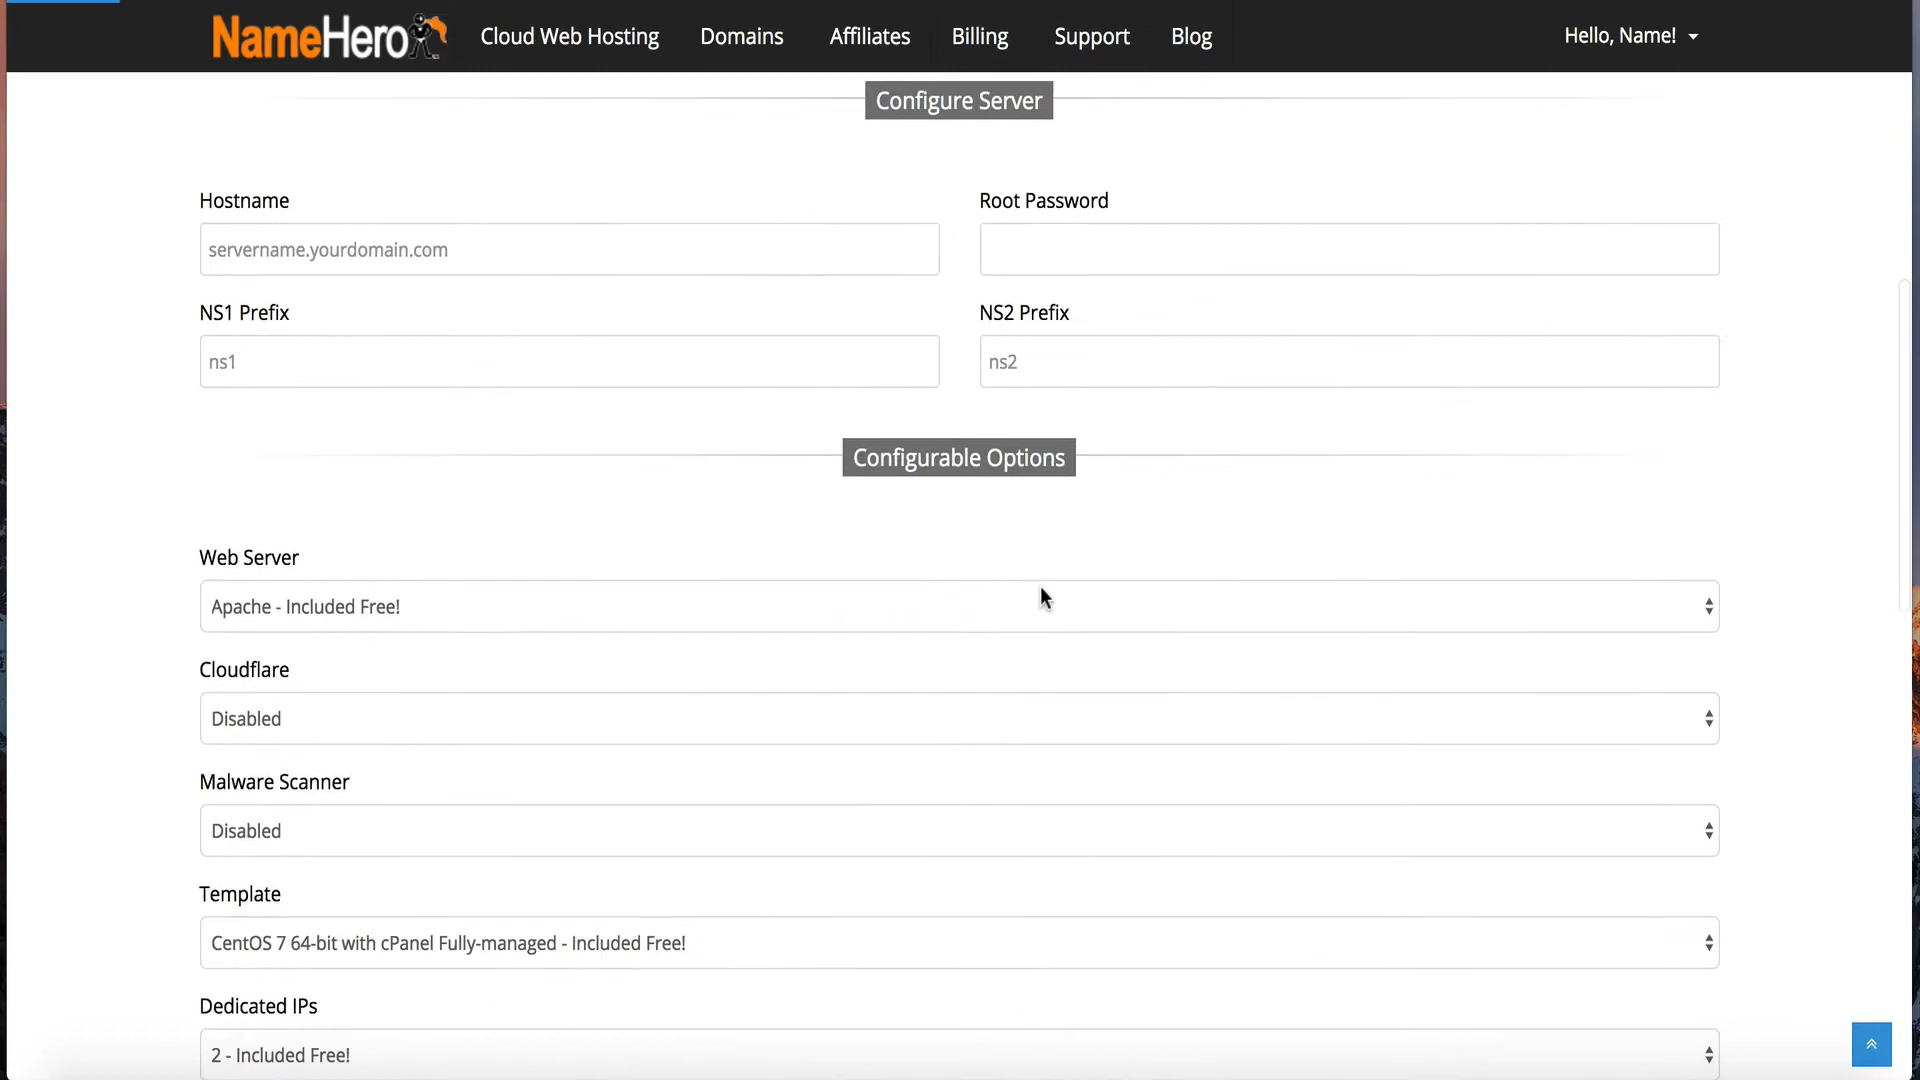 NameHero
Cloud Web Hosting Domains Affiliates Billing Support Blog Hello, Name!
Configure Server
Hostname Root Password
servername.yourdomain.com
NS1 Prefix NS2 Prefix
ns1 ns2
Configurable Options
Web Server
Apache - Included Free!
Cloudflare
Disabled
Malware Scanner
Disabled
Template
CentOS 7 64-bit with cPanel Fully-managed - Included Free!
Dedicated IPs
2 - Included Free!